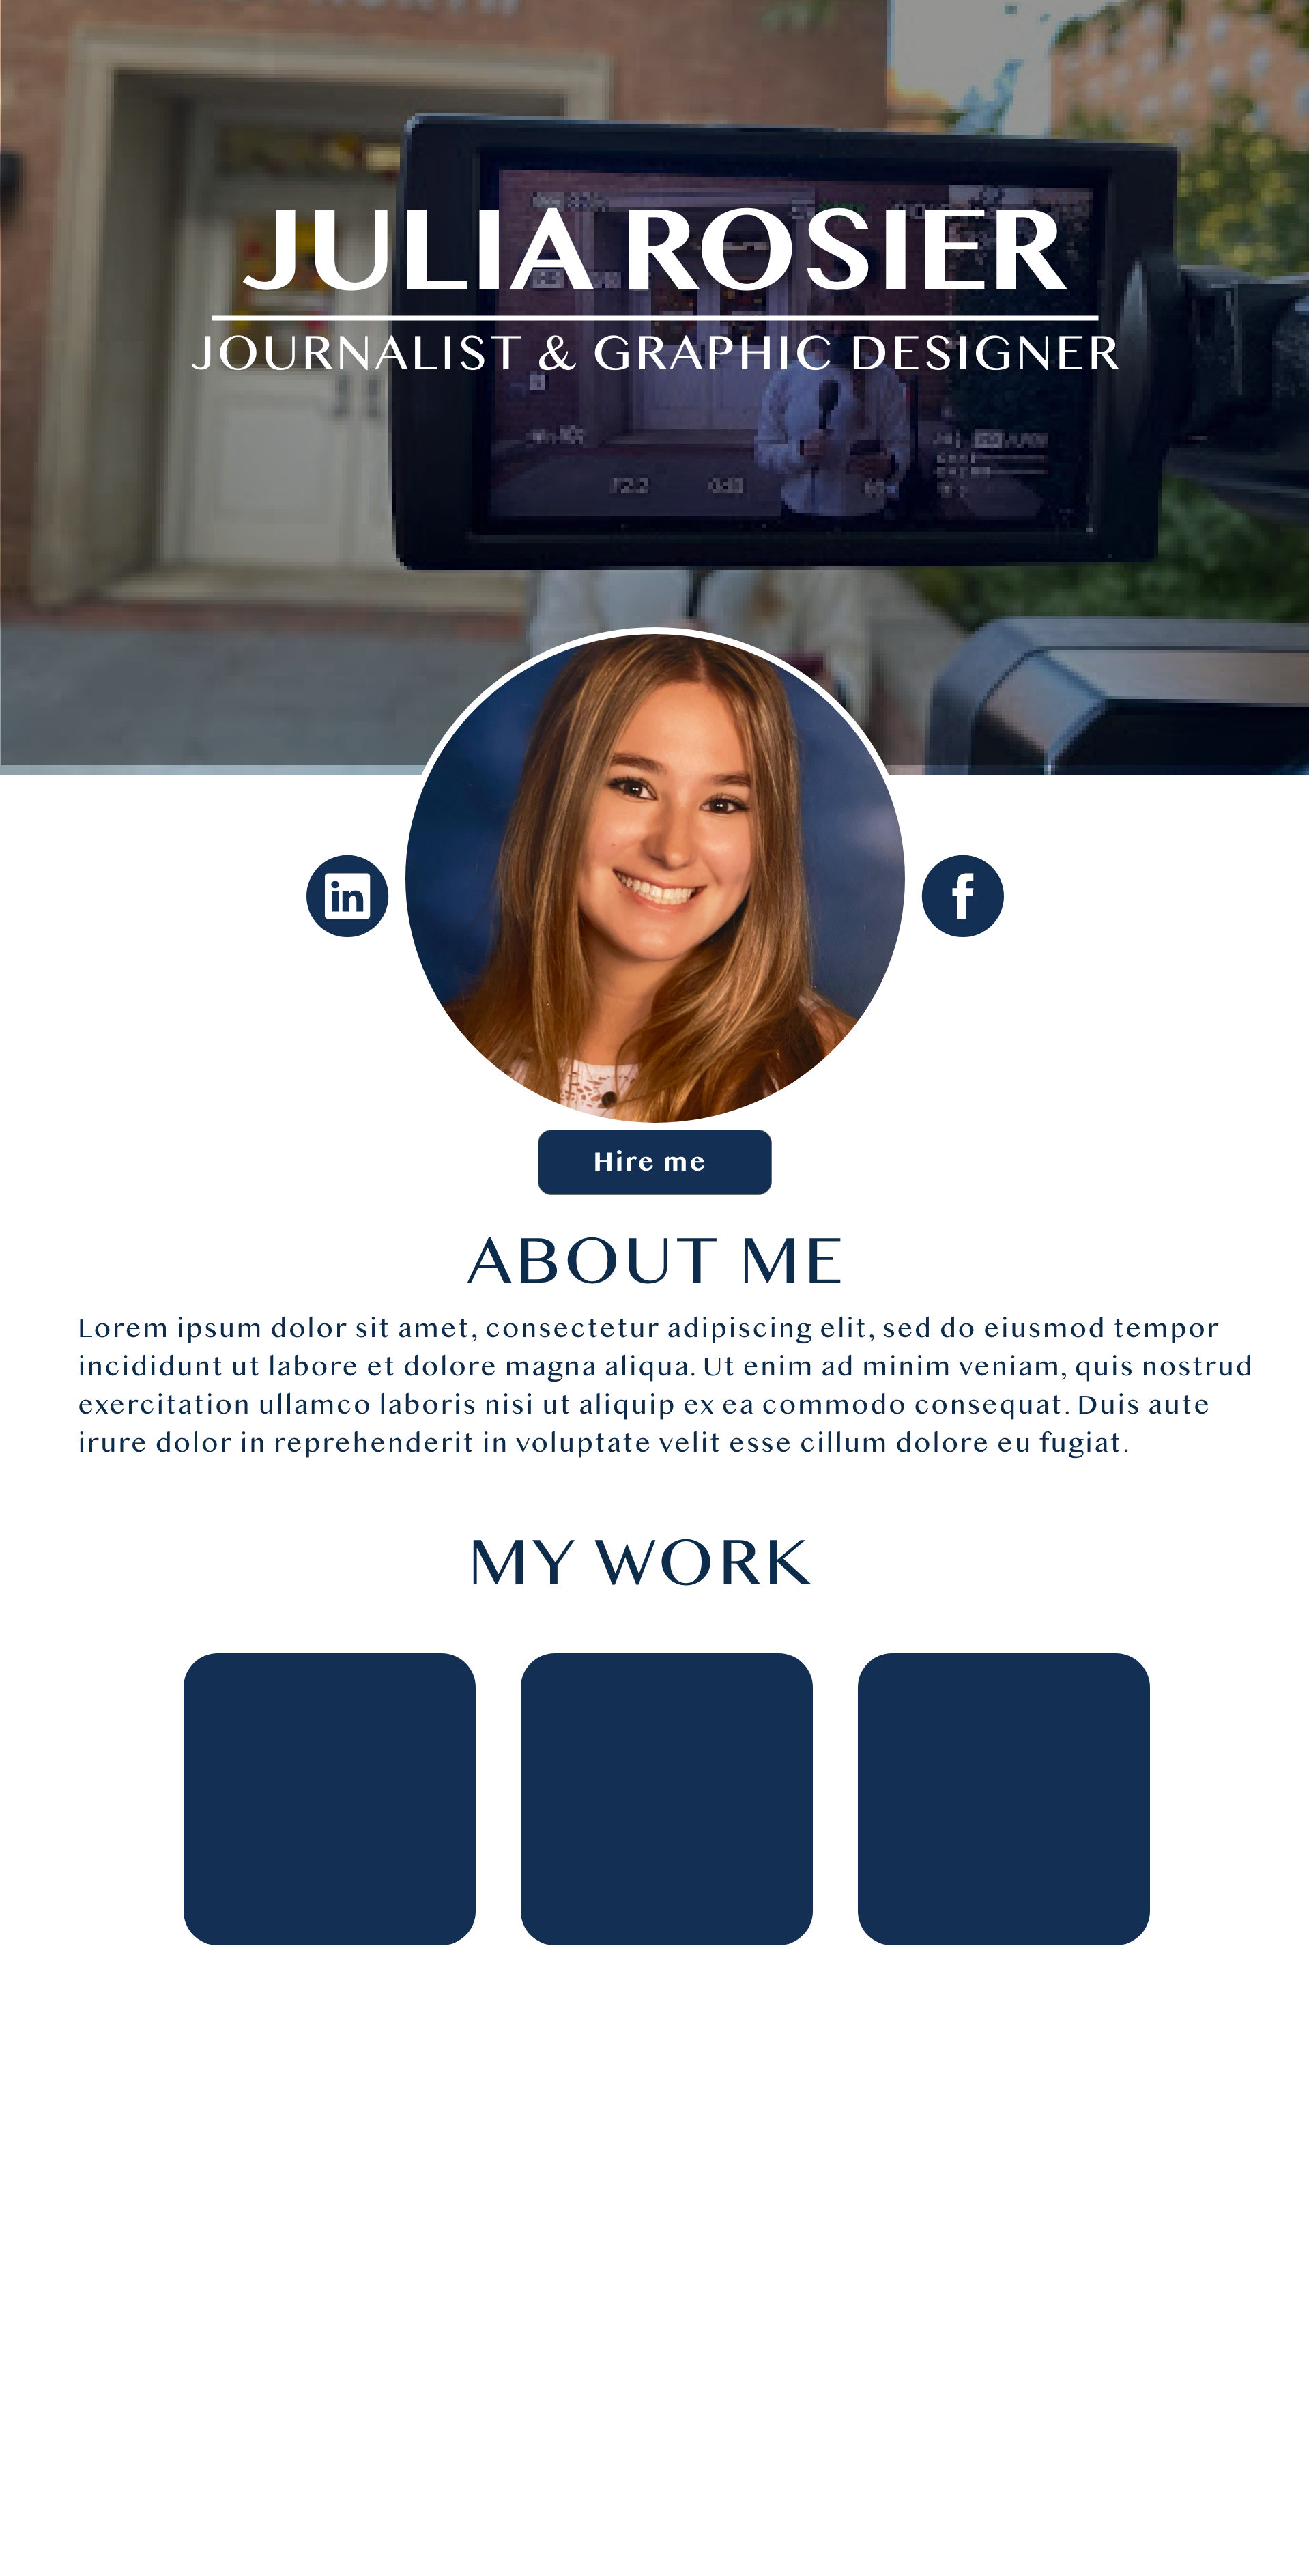 JULIA ROSIER
JOURNALIST & GRAPHIC DESIGNER
in
f
Hire me
ABOUT ME
Lorem ipsum dolor sit amet, consectetur adipiscing elit, sed do eiusmod tempor
incididunt ut labore et dolore magna aliqua. Ut enim ad minim veniam, quis nostrud
exercitation ullamco laboris nisi ut aliquip ex ea commodo consequat. Duis aute
irure dolor in reprehenderit in voluptate velit esse cillum dolore eu fugiat.
MY WORK